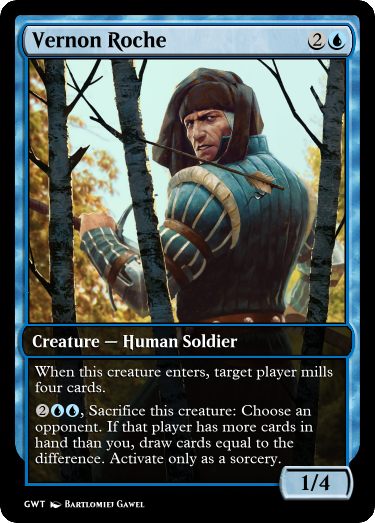 Vernon Roche 2
Creature — Human Soldier
When this creature enters, target player mills
four cards.
2, Sacrifice this creature: Choose an
opponent. If that player has more cards in
hand than you, draw cards equal to the
difference. Activate only as a sorcery.
1/4
GWT Bartlomiej Gawel